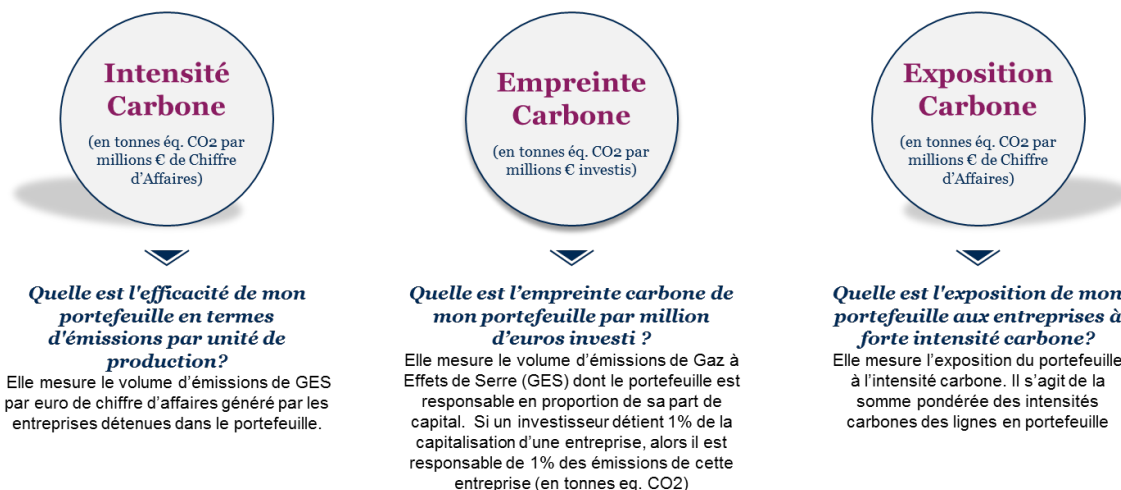 Intensité
Carbone
(en tonnes éq. CO2 par
millions € de Chiffre
d'Affaires)
Quelle est l'efficacité de mon
portefeuille en termes
d'émissions par unité de
production?
Elle mesure le volume d'émissions de GES
par euro de chiffre d'affaires généré par les
entreprises détenues dans le portefeuille.
Empreinte
Carbone
(en tonnes éq. CO2 par
millions € investis)
Quelle est l'empreinte carbone de
mon portefeuille par million
d'euros investi ?
Elle mesure le volume d'émissions de Gaz à
Effets de Serre (GES) dont le portefeuille est
responsable en proportion de sa part de
capital. Si un investisseur détient 1% de la
capitalisation d'une entreprise, alors il est
responsable de 1% des émissions de cette
entreprise (en tonnes eq. CO2)
Exposition
Carbone
(en tonnes éq. CO2 par
millions € de Chiffre
d'Affaires)
Quelle est l'exposition de mon
portefeuille aux entreprises à
forte intensité carbone?
Elle mesure l'exposition du portefeuille
à l'intensité carbone. Il s'agit de la
somme pondérée des intensités
carbones des lignes en portefeuille